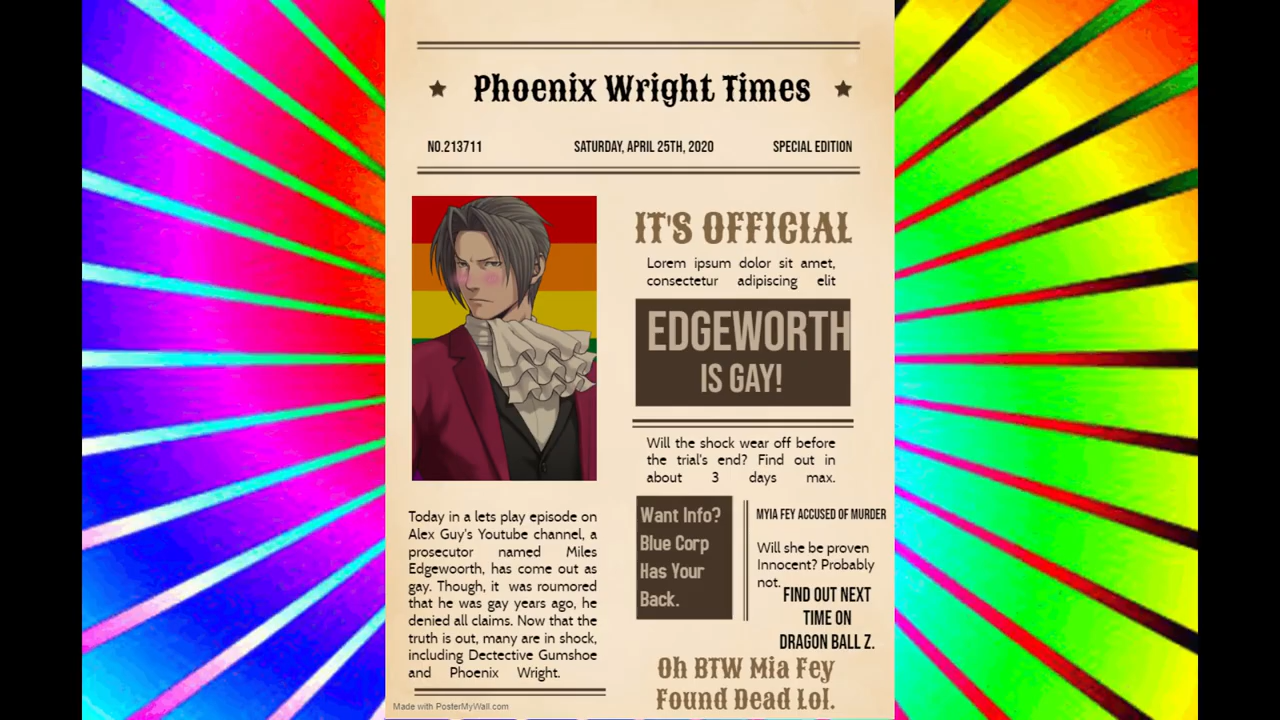 Phoenix Wright Times
NO.213711
SATURDAY, APRIL 25TH, 2020
SPECIAL EDITION
IT'S OFFICIAL
Lorem ipsum dolor sit amet,
consectetur adipiscing elit
EDGEWORTH
IS GAY!
Will the shock wear off before
the trial's end? Find out in
about 3 days max.
Today in a lets play episode on
Alex Guy's Youtube channel, a
prosecutor named Miles
Edgeworth, has come out as
gay. Though, it was roumored
that he was gay years ago, he
denied all claims. Now that the
truth is out, many are in shock,
including Dectective Gumshoe
and Phoenix Wright.
Want Info?
Blue Corp
Has Your
Back.
MYIA FEY ACCUSED OF MURDER
Will she be proven
Innocent? Probably
not.
FIND OUT NEXT
TIME ON
DRAGON BALL Z.
Oh BTW Mia Fey
Found Dead Lol.
Made with PosterMyWall.com